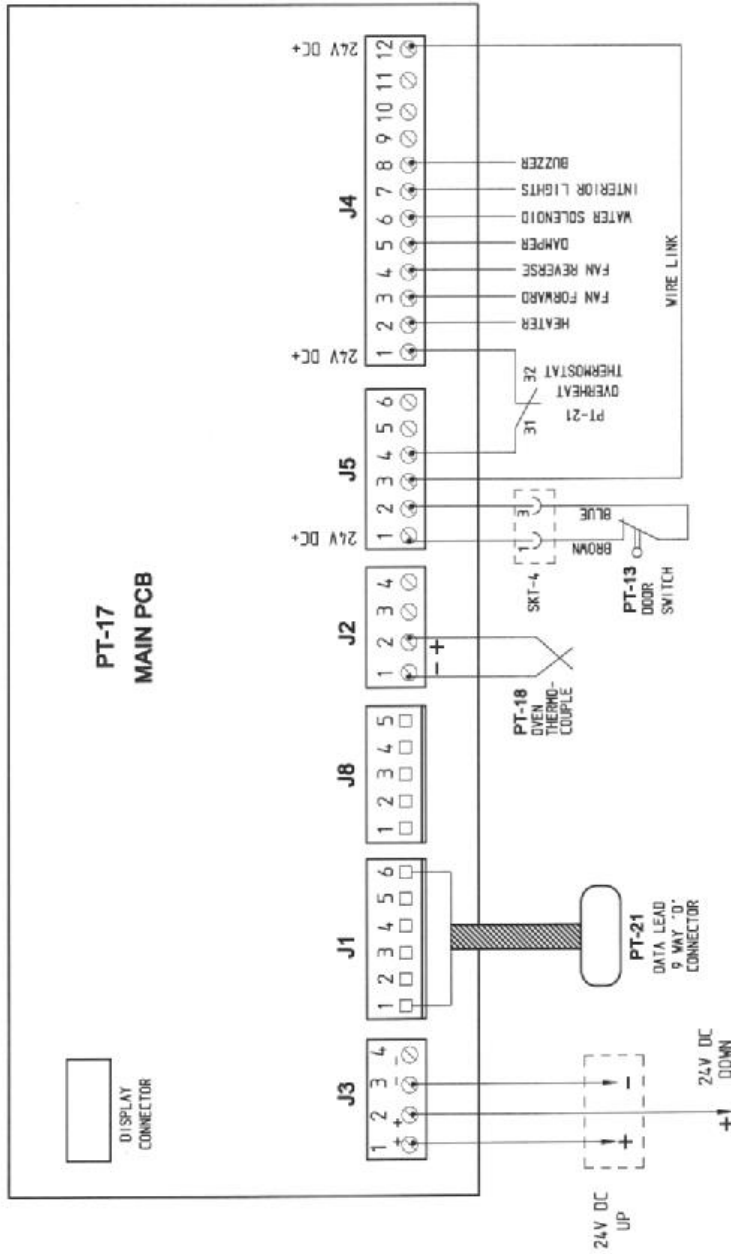 PT-17
MAIN PCB
DISPLAY
CONNECTOR
J3
1 2 3 4
+ + - -
J1
1 2 3 4 5 6
J8
1 2 3 4 5
J2
1 2 3 4
- +
J5
24V DC+
1 2 3 4 5 6
J4
24V DC+
24V DC+
1 2 3 4 5 6 7 8 9 10 11 12
24V DC
UP
+ -
24V DC
DOWN
+
PT-21
DATA LEAD
9 WAY 'D'
CONNECTOR
PT-18
OVEN
THERMO-
COUPLE
SKT-4
1 3
BROWN
BLUE
PT-13
DOOR
SWITCH
31 32
PT-21
OVERHEAT
THERMOSTAT
HEATER
FAN FORWARD
FAN REVERSE
DAMPER
WATER SOLENOID
INTERIOR LIGHTS
BUZZER
WIRE LINK